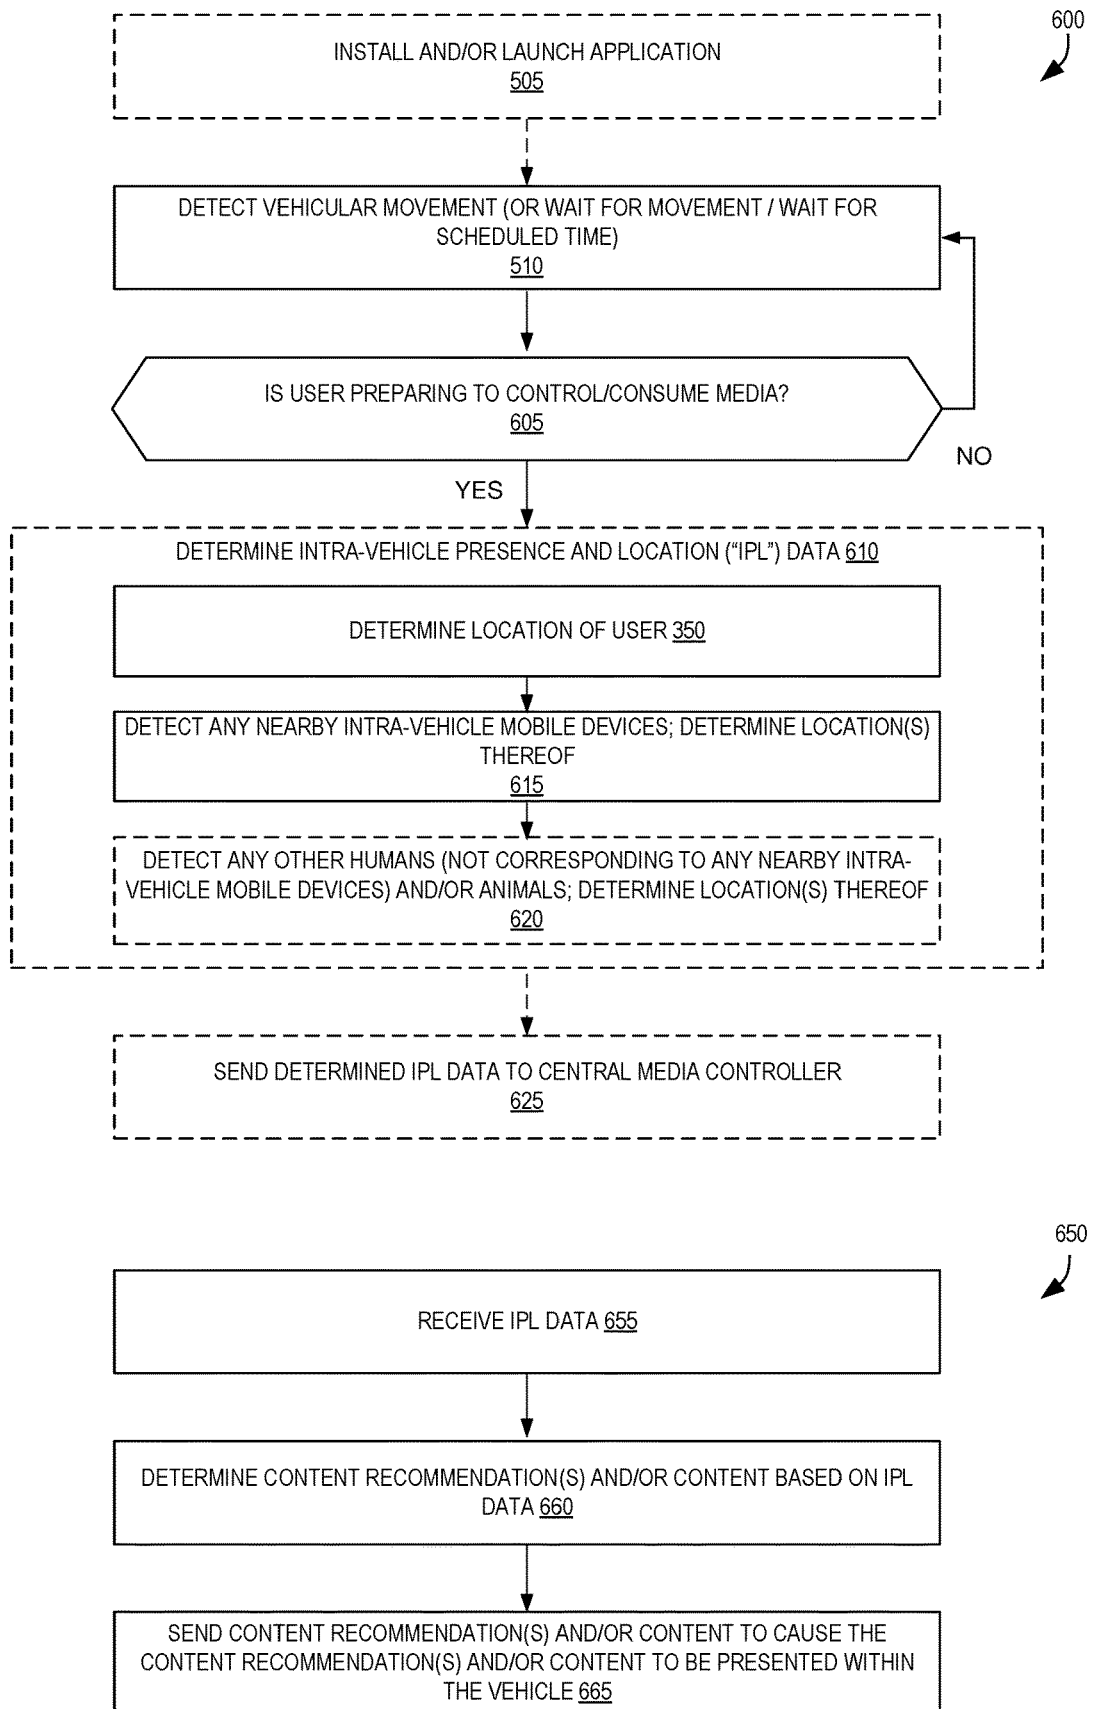 600
INSTALL AND/OR LAUNCH APPLICATION
505
DETECT VEHICULAR MOVEMENT (OR WAIT FOR MOVEMENT / WAIT FOR
SCHEDULED TIME)
510
IS USER PREPARING TO CONTROL/CONSUME MEDIA?
605
NO
YES
DETERMINE INTRA-VEHICLE PRESENCE AND LOCATION (“IPL”) DATA 610
DETERMINE LOCATION OF USER 350
DETECT ANY NEARBY INTRA-VEHICLE MOBILE DEVICES; DETERMINE LOCATION(S)
THEREOF
615
DETECT ANY OTHER HUMANS (NOT CORRESPONDING TO ANY NEARBY INTRA-
VEHICLE MOBILE DEVICES) AND/OR ANIMALS; DETERMINE LOCATION(S) THEREOF
620
SEND DETERMINED IPL DATA TO CENTRAL MEDIA CONTROLLER
625
650
RECEIVE IPL DATA 655
DETERMINE CONTENT RECOMMENDATION(S) AND/OR CONTENT BASED ON IPL
DATA 660
SEND CONTENT RECOMMENDATION(S) AND/OR CONTENT TO CAUSE THE
CONTENT RECOMMENDATION(S) AND/OR CONTENT TO BE PRESENTED WITHIN
THE VEHICLE 665